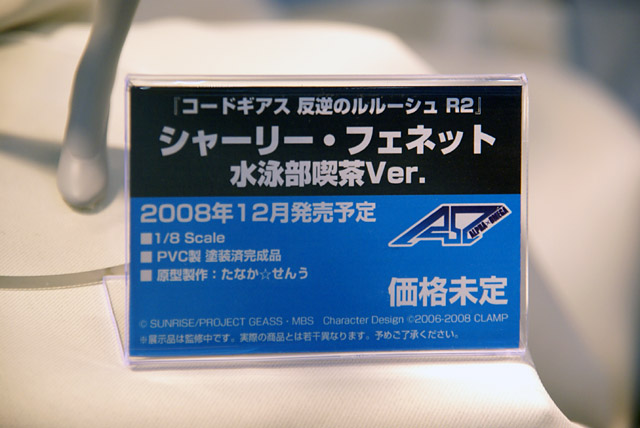 『コードギアス 反逆のルルーシュ R2』
シャーリー・フェネット
水泳部喫茶Ver.
2008年12月発売予定
■1/8 Scale
■PVC製 塗装済完成品
■原型製作：たなか☆せんう
ALPHA×OMEGA
価格未定
© SUNRISE/PROJECT GEASS・MBS Character Design ©2006-2008 CLAMP
※展示品は監修中です。実際の商品とは若干異なります。予めご了承ください。